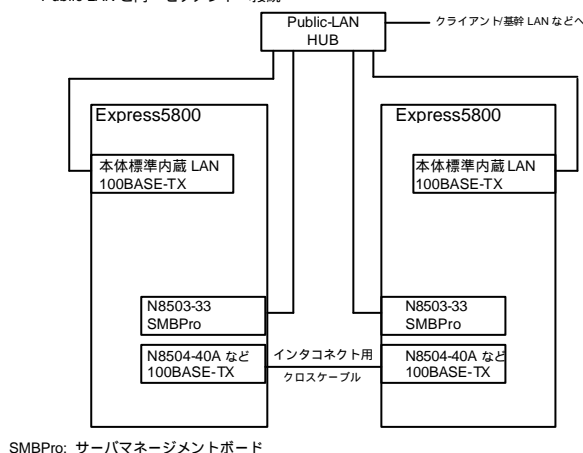 Public-LAN
HUB
クライアント/基幹 LAN などへ
Express5800
Express5800
本体標準内蔵 LAN
100BASE-TX
本体標準内蔵 LAN
100BASE-TX
N8503-33
SMBPro
N8503-33
SMBPro
N8504-40A など
100BASE-TX
インタコネクト用
クロスケーブル
N8504-40A など
100BASE-TX
SMBPro: サーバマネージメントボード